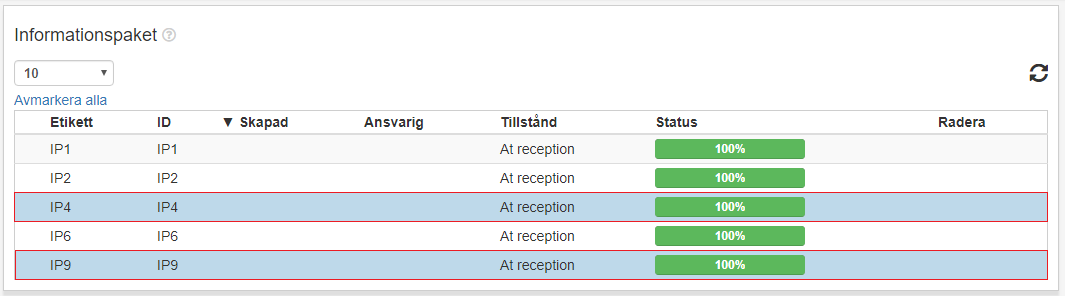 Informationspaket ?
10
Avmarkera alla
Etikett ID ▼ Skapad Ansvarig Tillstånd Status Radera
IP1 IP1 At reception 100%
IP2 IP2 At reception 100%
IP4 IP4 At reception 100%
IP6 IP6 At reception 100%
IP9 IP9 At reception 100%